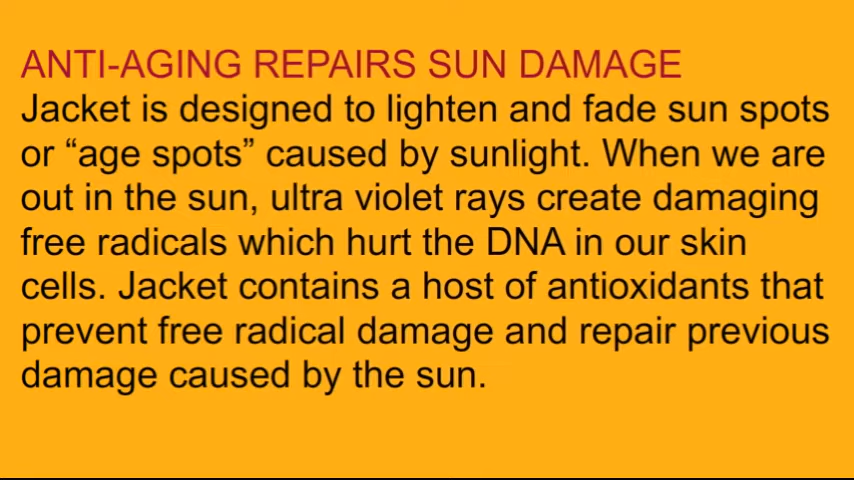 ANTI-AGING REPAIRS SUN DAMAGE
Jacket is designed to lighten and fade sun spots
or “age spots” caused by sunlight. When we are
out in the sun, ultra violet rays create damaging
free radicals which hurt the DNA in our skin
cells. Jacket contains a host of antioxidants that
prevent free radical damage and repair previous
damage caused by the sun.